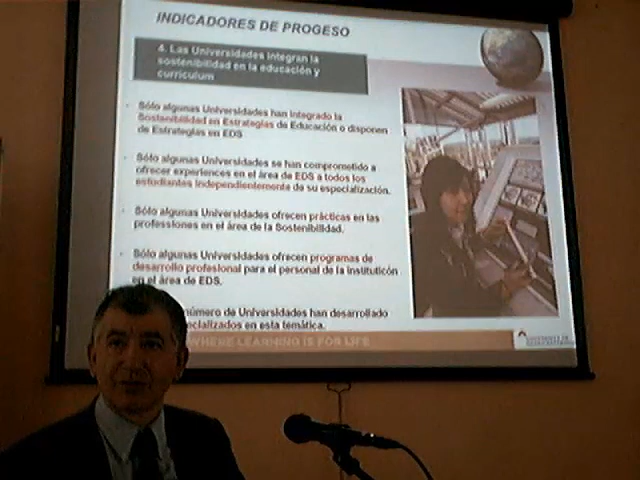 INDICADORES DE PROGESO
4. Las Universidades integran la
sostenibilidad en la educación y
curriculum
Sólo algunas Universidades han integrado la
Sostenibilidad en Estrategias de Educación o disponen
de Estrategias en EDS
Sólo algunas Universidades se han comprometido a
ofrecer experiences en el área de EDS a todos los
estudiantes independientemente de su especialización.
Sólo algunas Universidades ofrecen prácticas en las
professiones en el área de la Sostenibilidad.
Sólo algunas Universidades ofrecen programas de
desarrollo profesional para el personal de la institución
en el área de EDS.
número de Universidades han desarrollado
ecializados en esta temática.
WHERE LEARNING IS FOR LIFE
UNIVERSITY OF